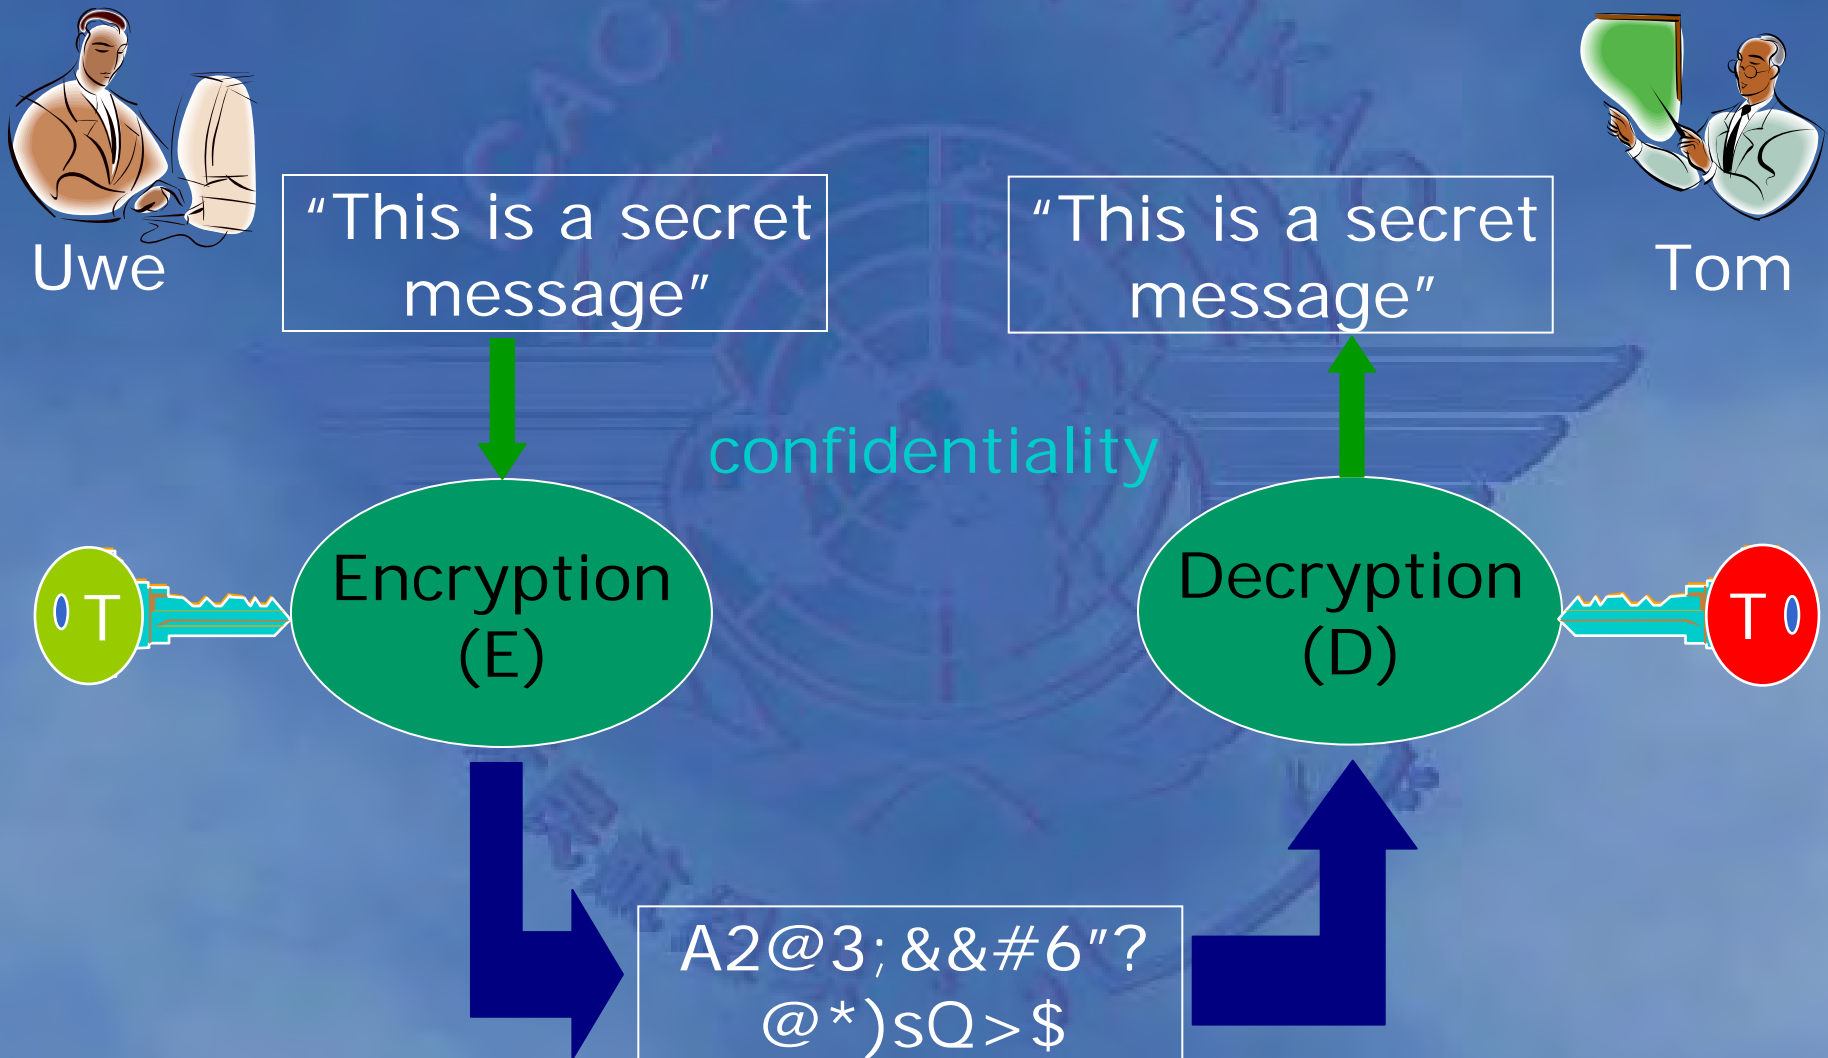 Uwe
"This is a secret
message"
"This is a secret
message"
Tom
confidentiality
Encryption
(E)
Decryption
(D)
T
T
A2@3;&&#6"?
@*)sQ>$